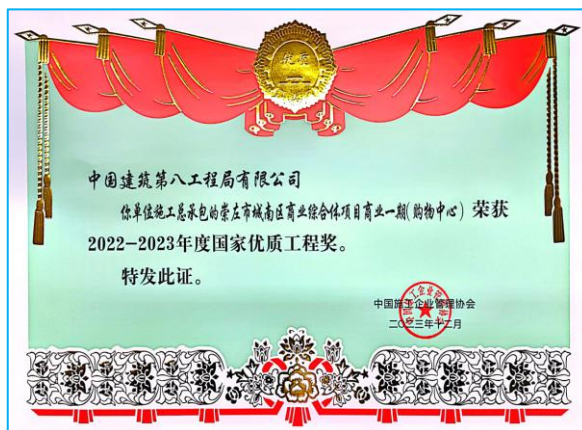 中国建筑第八工程局有限公司
你单位施工总承包的崇左市城南区商业综合体项目商业一期(购物中心)荣获
2022-2023年度国家优质工程奖。
特发此证。
中国施工企业管理协会
二〇二三年十二月